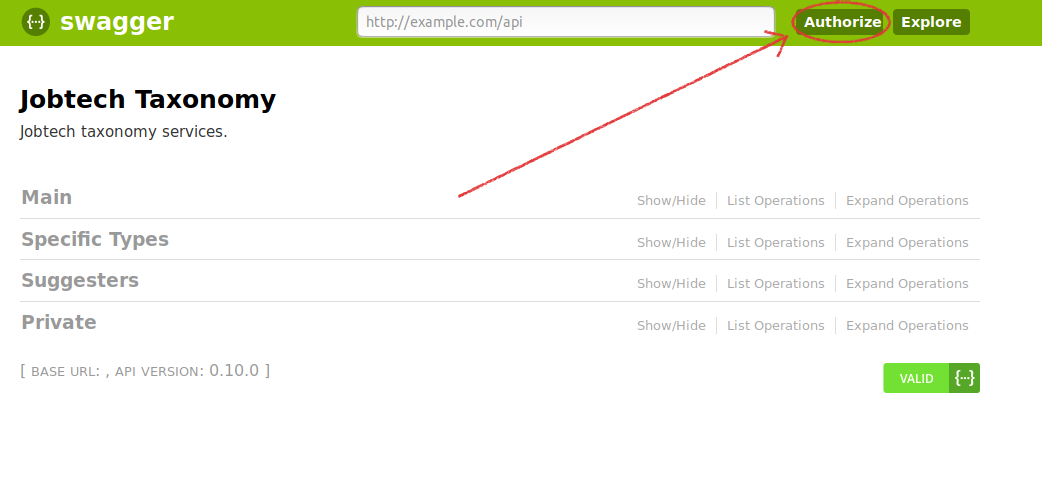 {···} swagger http://example.com/api Authorize Explore
Jobtech Taxonomy
Jobtech taxonomy services.
Main Show/Hide List Operations Expand Operations
Specific Types Show/Hide List Operations Expand Operations
Suggesters Show/Hide List Operations Expand Operations
Private Show/Hide List Operations Expand Operations
[ BASE URL: , API VERSION: 0.10.0 ] VALID {···}